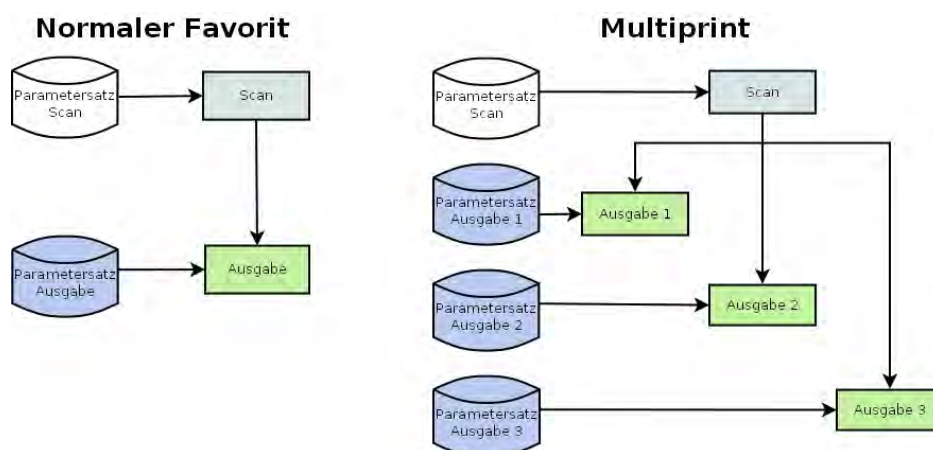 Normaler Favorit
Parametersatz
Scan
Scan
Parametersatz
Ausgabe
Ausgabe
Multiprint
Parametersatz
Scan
Scan
Parametersatz
Ausgabe 1
Ausgabe 1
Parametersatz
Ausgabe 2
Ausgabe 2
Parametersatz
Ausgabe 3
Ausgabe 3